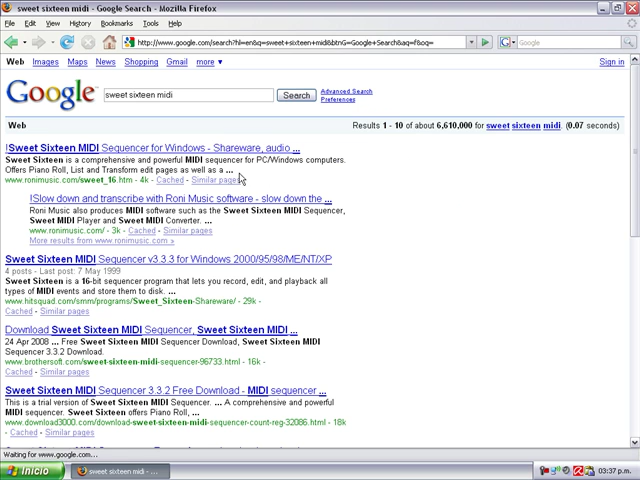 sweet sixteen midi - Google Search - Mozilla Firefox
File Edit View History Bookmarks Tools Help
http://www.google.com/search?hl=en&q=sweet+sixteen+midi&btnG=Google+Search&aq=f&oq=
Google
Web Images Maps News Shopping Gmail more ▼ Sign in
Google sweet sixteen midi Search Advanced Search
Preferences
Web Results 1 - 10 of about 6,610,000 for sweet sixteen midi. (0.07 seconds)
!Sweet Sixteen MIDI Sequencer for Windows - Shareware, audio ...
Sweet Sixteen is a comprehensive and powerful MIDI sequencer for PC/Windows computers.
Offers Piano Roll, List and Transform edit pages as well as a ...
www.ronimusic.com/sweet_16.htm - 4k - Cached - Similar pages
!Slow down and transcribe with Roni Music software - slow down the ...
Roni Music also produces MIDI software such as the Sweet Sixteen MIDI Sequencer,
Sweet MIDI Player and Sweet MIDI Converter. ...
www.ronimusic.com/ - 3k - Cached - Similar pages
More results from www.ronimusic.com »
Sweet Sixteen MIDI Sequencer v3.3.3 for Windows 2000/95/98/ME/NT/XP
4 posts - Last post: 7 May 1999
Sweet Sixteen is a 16-bit sequencer program that lets you record, edit, and playback all
types of MIDI events and store them to disk. ...
www.hitsquad.com/smm/programs/Sweet_Sixteen-Shareware/ - 29k -
Cached - Similar pages
Download Sweet Sixteen MIDI Sequencer, Sweet Sixteen MIDI ...
24 Apr 2008 ... Free Sweet Sixteen MIDI Sequencer Download, Sweet Sixteen MIDI
Sequencer 3.3.2 Download.
www.brothersoft.com/sweet-sixteen-midi-sequencer-96733.html - 16k -
Cached - Similar pages
Sweet Sixteen MIDI Sequencer 3.3.2 Free Download - MIDI sequencer ...
This is a trial version of Sweet Sixteen MIDI Sequencer. ... A comprehensive and powerful
MIDI sequencer. Sweet Sixteen offers Piano Roll, ...
www.download3000.com/download-sweet-sixteen-midi-sequencer-count-reg-32086.html - 18k
- Cached - Similar pages
Waiting for www.google.com...
Inicio sweet sixteen midi - ... 03:37 p.m.